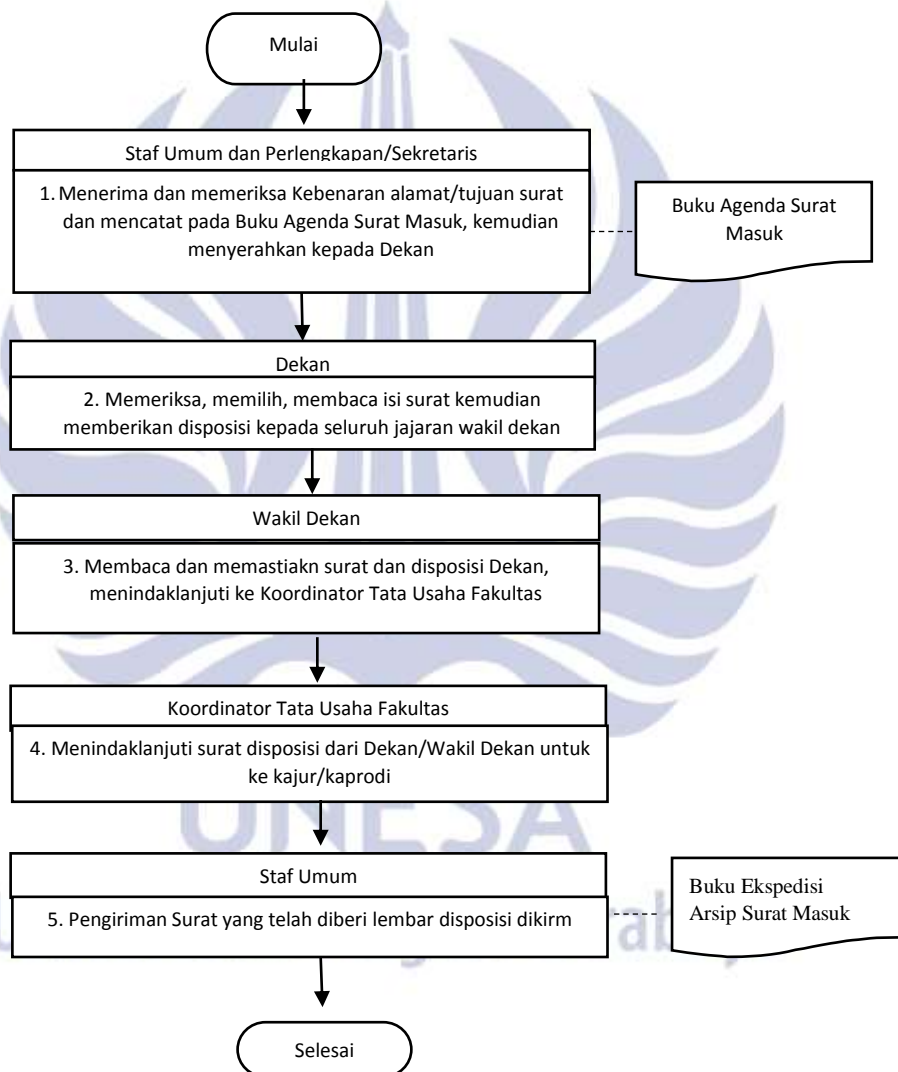 Mulai
Staf Umum dan Perlengkapan/Sekretaris
1. Menerima dan memeriksa Kebenaran alamat/tujuan surat
dan mencatat pada Buku Agenda Surat Masuk, kemudian
menyerahkan kepada Dekan
Buku Agenda Surat
Masuk
Dekan
2. Memeriksa, memilih, membaca isi surat kemudian
memberikan disposisi kepada seluruh jajaran wakil dekan
Wakil Dekan
3. Membaca dan memastiakn surat dan disposisi Dekan,
menindaklanjuti ke Koordinator Tata Usaha Fakultas
Koordinator Tata Usaha Fakultas
4. Menindaklanjuti surat disposisi dari Dekan/Wakil Dekan untuk
ke kajur/kaprodi
UNESA
Staf Umum
5. Pengiriman Surat yang telah diberi lembar disposisi dikirm
Buku Ekspedisi
Arsip Surat Masuk
Selesai